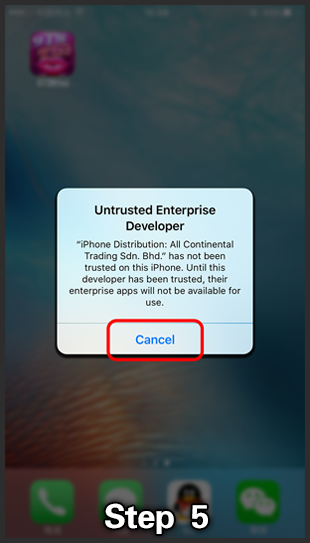 Untrusted Enterprise
Developer
“iPhone Distribution: All Continental
Trading Sdn. Bhd.” has not been
trusted on this iPhone. Until this
developer has been trusted, their
enterprise apps will not be available for
use.
Cancel
Step 5